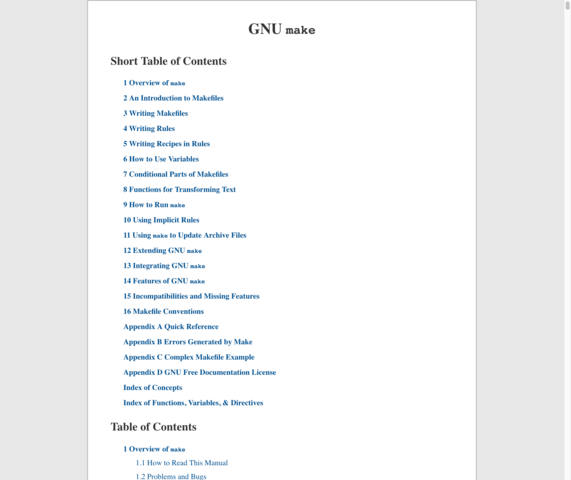 GNU make
Short Table of Contents
1 Overview of make
2 An Introduction to Makefiles
3 Writing Makefiles
4 Writing Rules
5 Writing Recipes in Rules
6 How to Use Variables
7 Conditional Parts of Makefiles
8 Functions for Transforming Text
9 How to Run make
10 Using Implicit Rules
11 Using make to Update Archive Files
12 Extending GNU make
13 Integrating GNU make
14 Features of GNU make
15 Incompatibilities and Missing Features
16 Makefile Conventions
Appendix A Quick Reference
Appendix B Errors Generated by Make
Appendix C Complex Makefile Example
Appendix D GNU Free Documentation License
Index of Concepts
Index of Functions, Variables, & Directives
Table of Contents
1 Overview of make
1.1 How to Read This Manual
1.2 Problems and Bugs